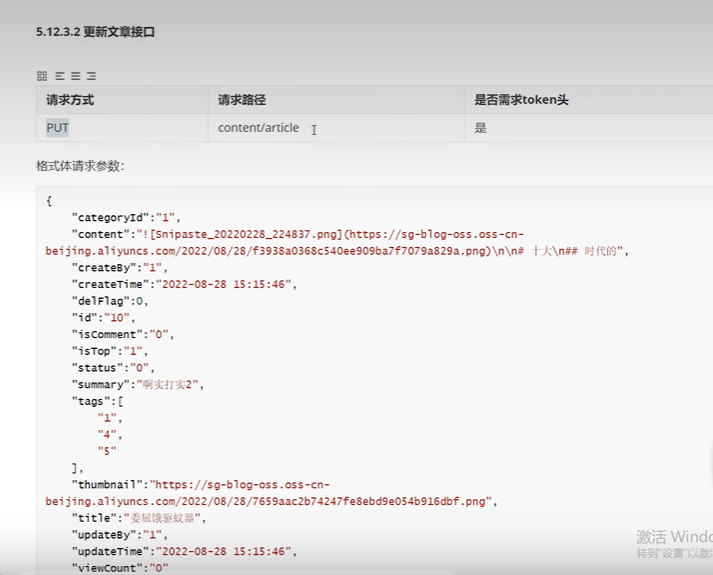 5.12.3.2 更新文章接口
请求方式 请求路径 是否需求token头
PUT content/article 是
格式体请求参数：
{
"categoryId":"1",
"content":"![Snipaste_20220228_224837.png](https://sg-blog-oss.oss-cn-
beijing.aliyuncs.com/2022/08/28/f3938a0368c540ee909ba7f7079a829a.png)\n\n# 十大\n## 时代的",
"createBy":"1",
"createTime":"2022-08-28 15:15:46",
"delFlag":0,
"id":"10",
"isComment":"0",
"isTop":"1",
"status":"0",
"summary":"啊实打实2",
"tags":[
"1",
"4",
"5"
],
"thumbnail":"https://sg-blog-oss.oss-cn-
beijing.aliyuncs.com/2022/08/28/7659aac2b74247fe8ebd9e054b916dbf.png",
"title":"委屈饿驱蚊器",
"updateBy":"1",
"updateTime":"2022-08-28 15:15:46",
"viewCount":"0"
激活 Windo
转到"设置"以激